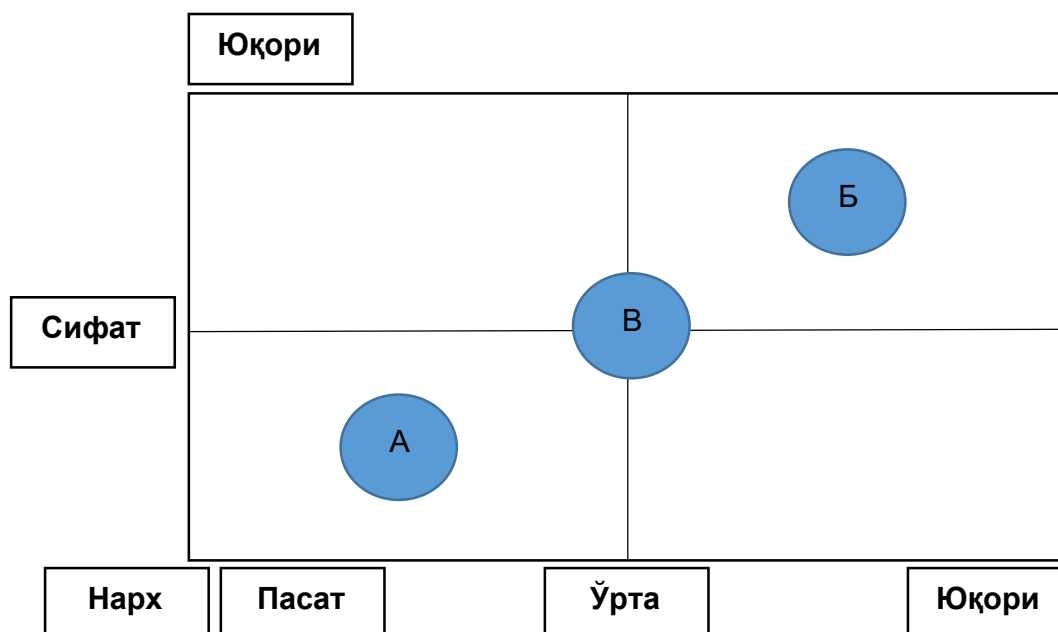 Юқори
Б
В
Сифат
А
Нарх
Пасат
Ўрта
Юқори